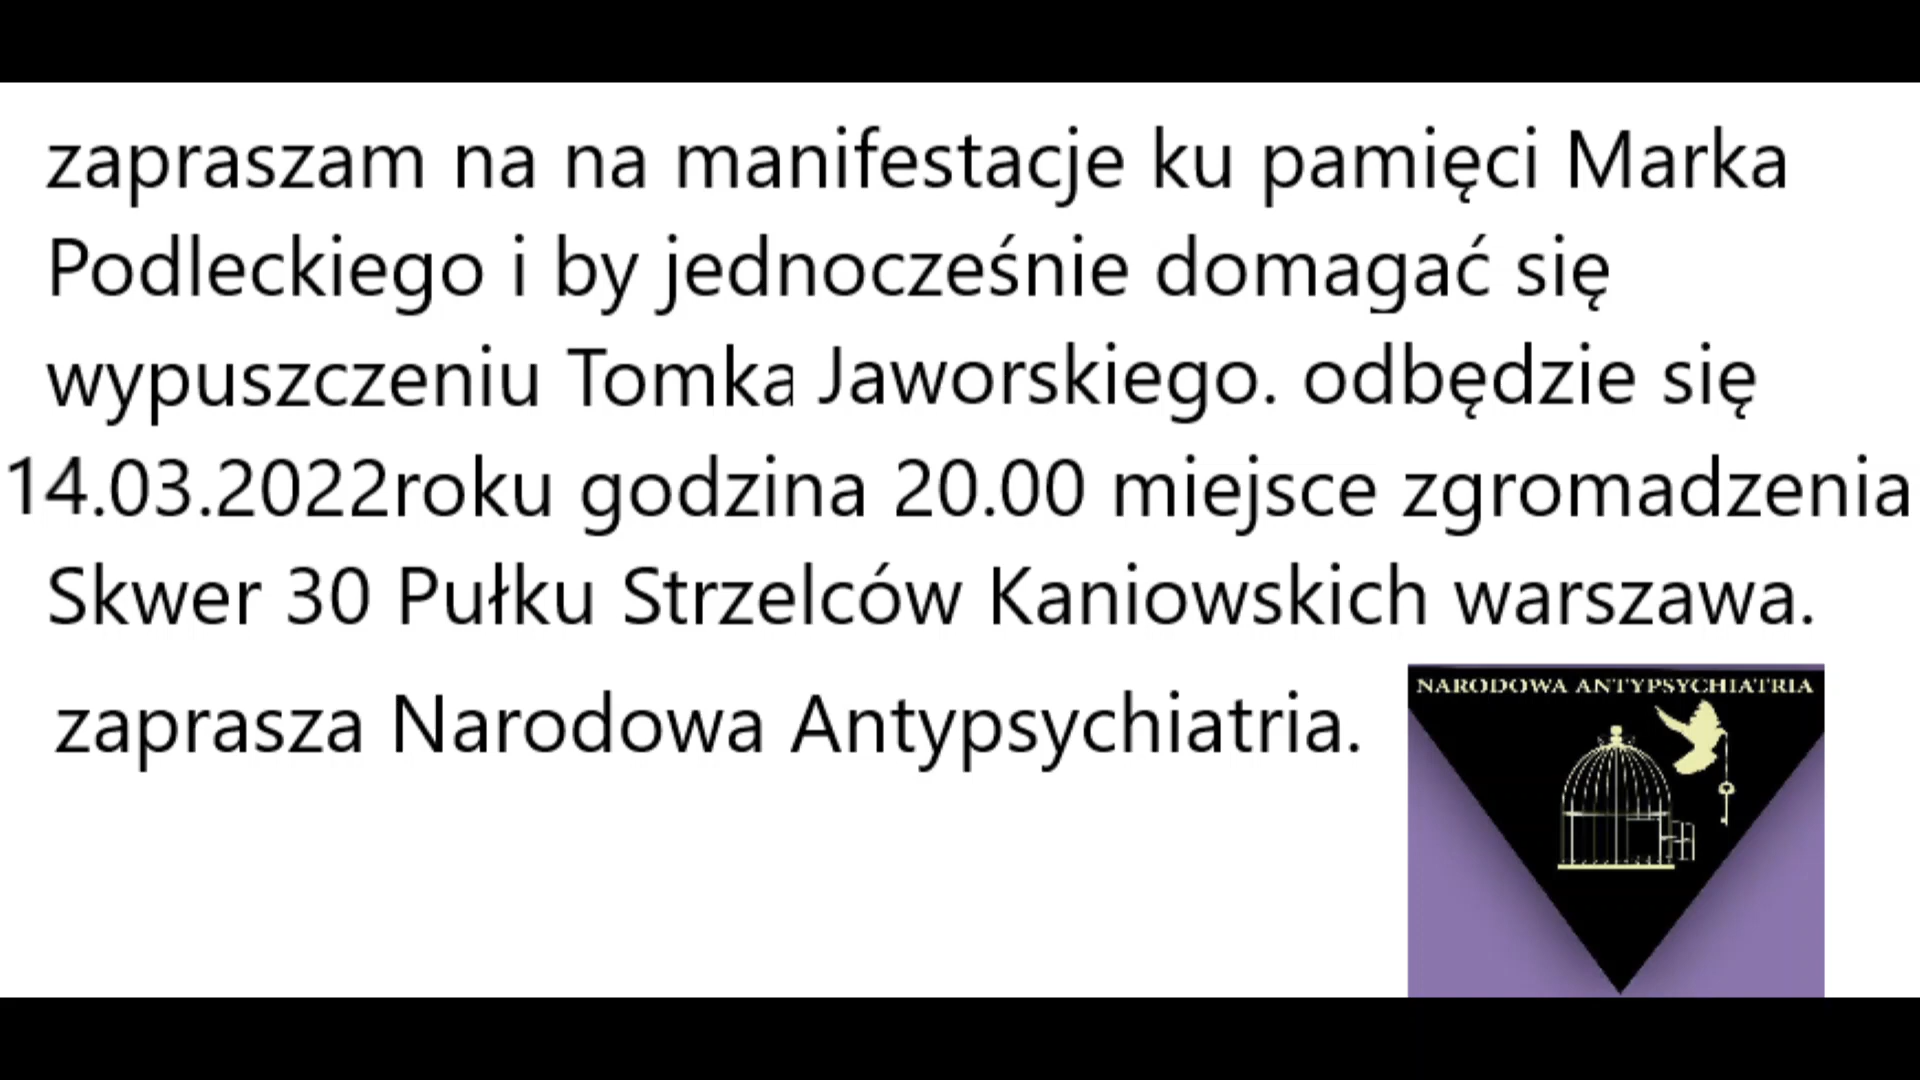 zapraszam na na manifestacje ku pamięci Marka
Podleckiego i by jednocześnie domagać się
wypuszczeniu Tomka Jaworskiego. odbędzie się
14.03.2022roku godzina 20.00 miejsce zgromadzenia
Skwer 30 Pułku Strzelców Kaniowskich warszawa.
zaprasza Narodowa Antypsychiatria.
NARODOWA ANTYPSYCHIATRIA